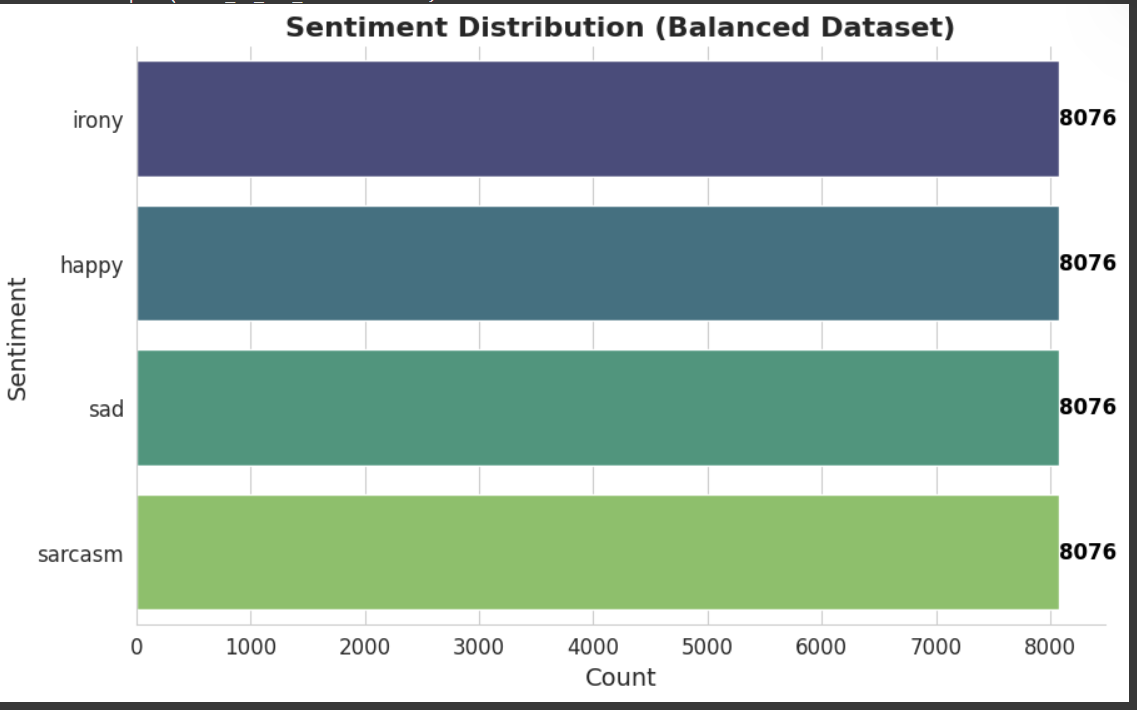 Sentiment Distribution (Balanced Dataset)
irony
8076
happy
8076
sad
8076
sarcasm
8076
Sentiment
0 1000 2000 3000 4000 5000 6000 7000 8000
Count